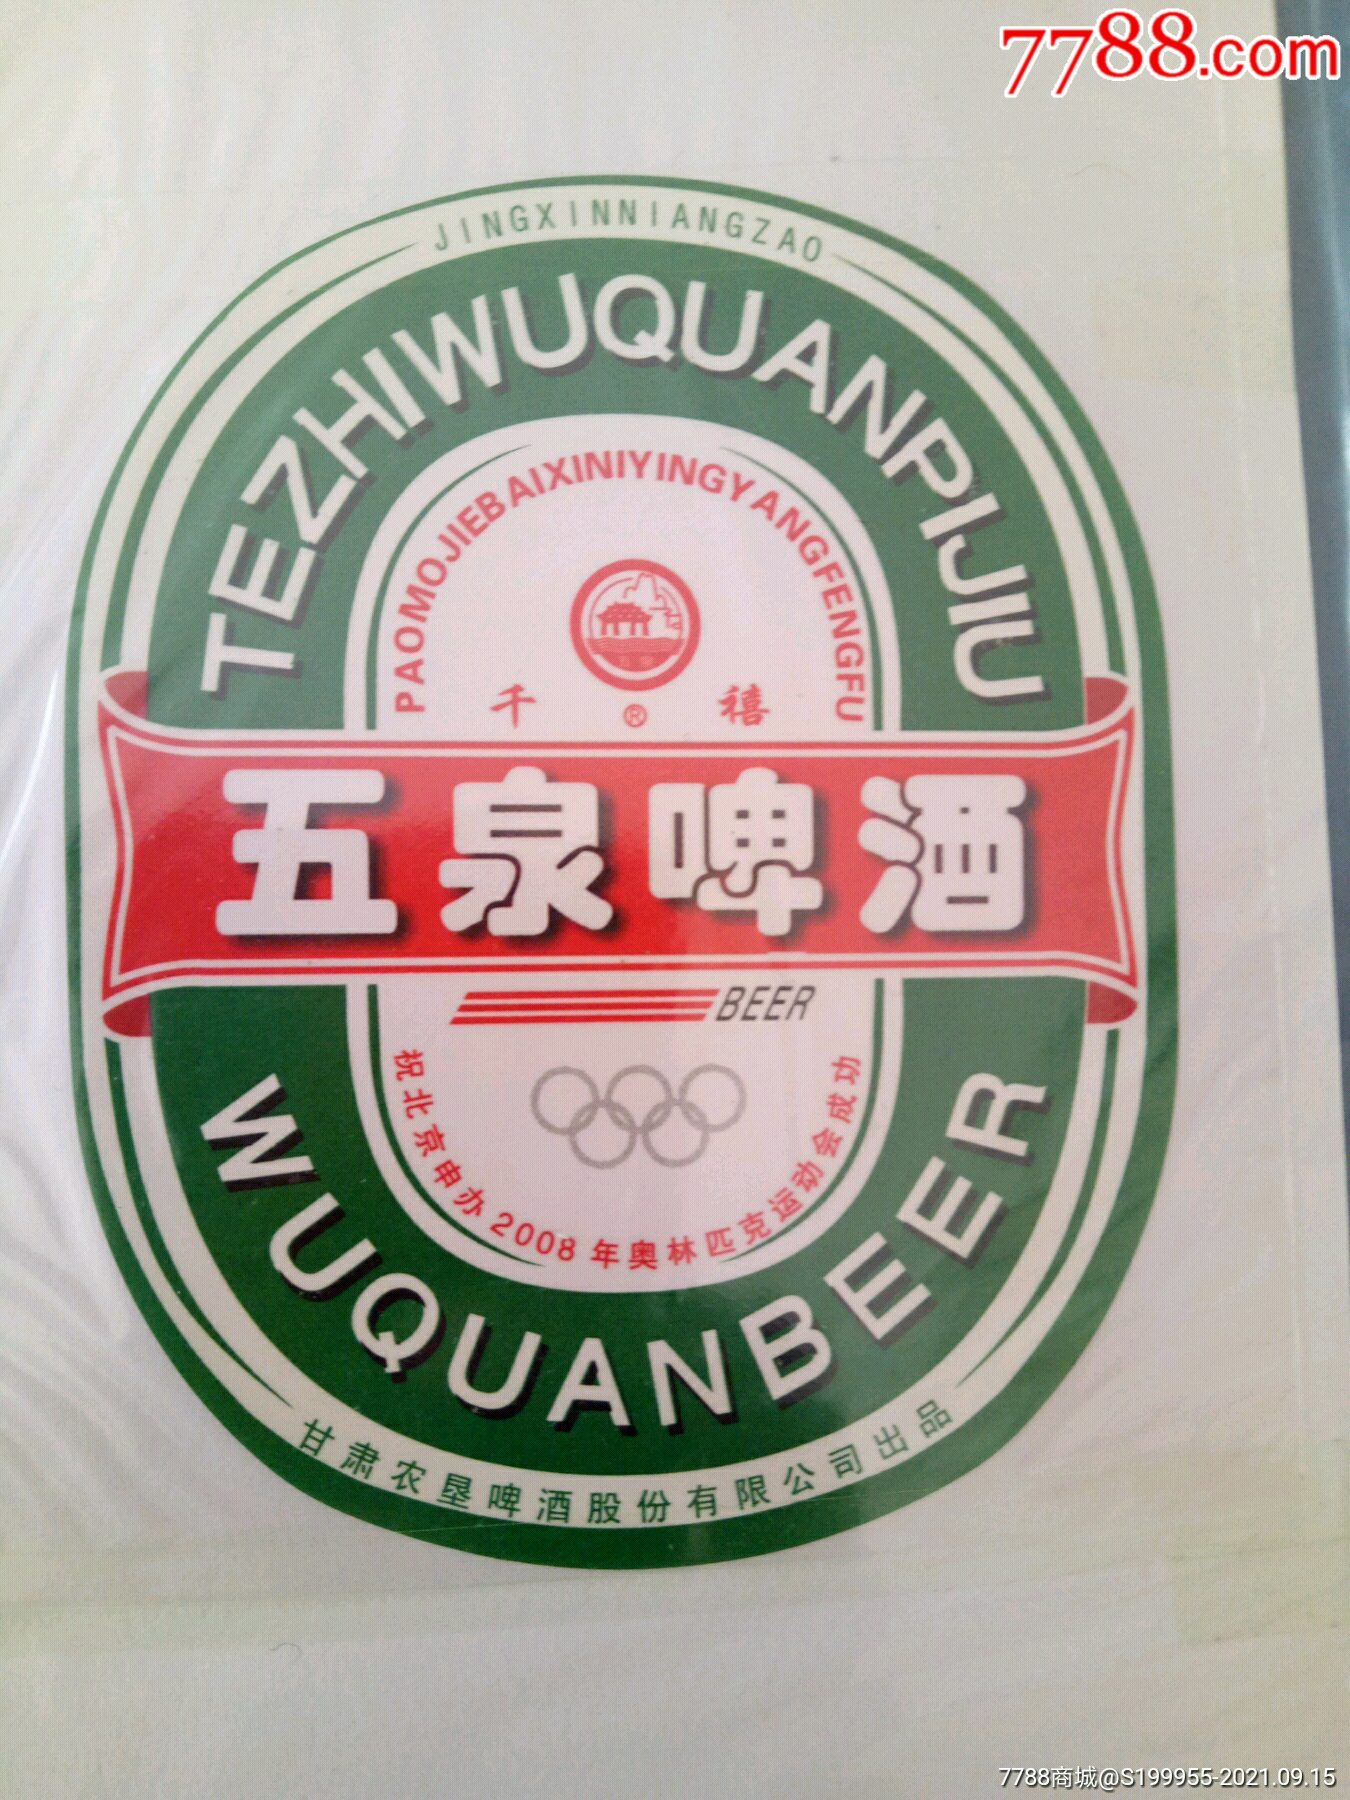 7788.com
JINGXINNIANGZAO
TEZHIWUQUANPIJIU
PAOMOJIEBAIXINIYINGYANGFENGFU
千 ® 禧
五泉啤酒
BEER
祝北京申办2008年奥林匹克运动会成功
WUQUANBEER
甘肃农垦啤酒股份有限公司出品
7788商城@S199955-2021.09.15